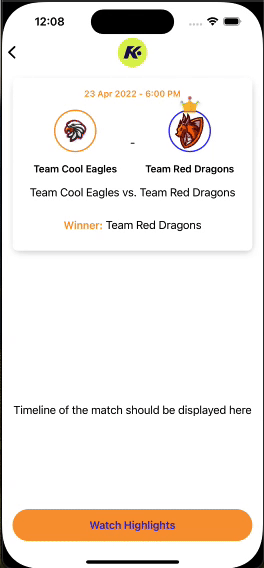 12:08
K
23 Apr 2022 - 6:00 PM
-
Team Cool Eagles
Team Red Dragons
Team Cool Eagles vs. Team Red Dragons
Winner: Team Red Dragons
Timeline of the match should be displayed here
Watch Highlights